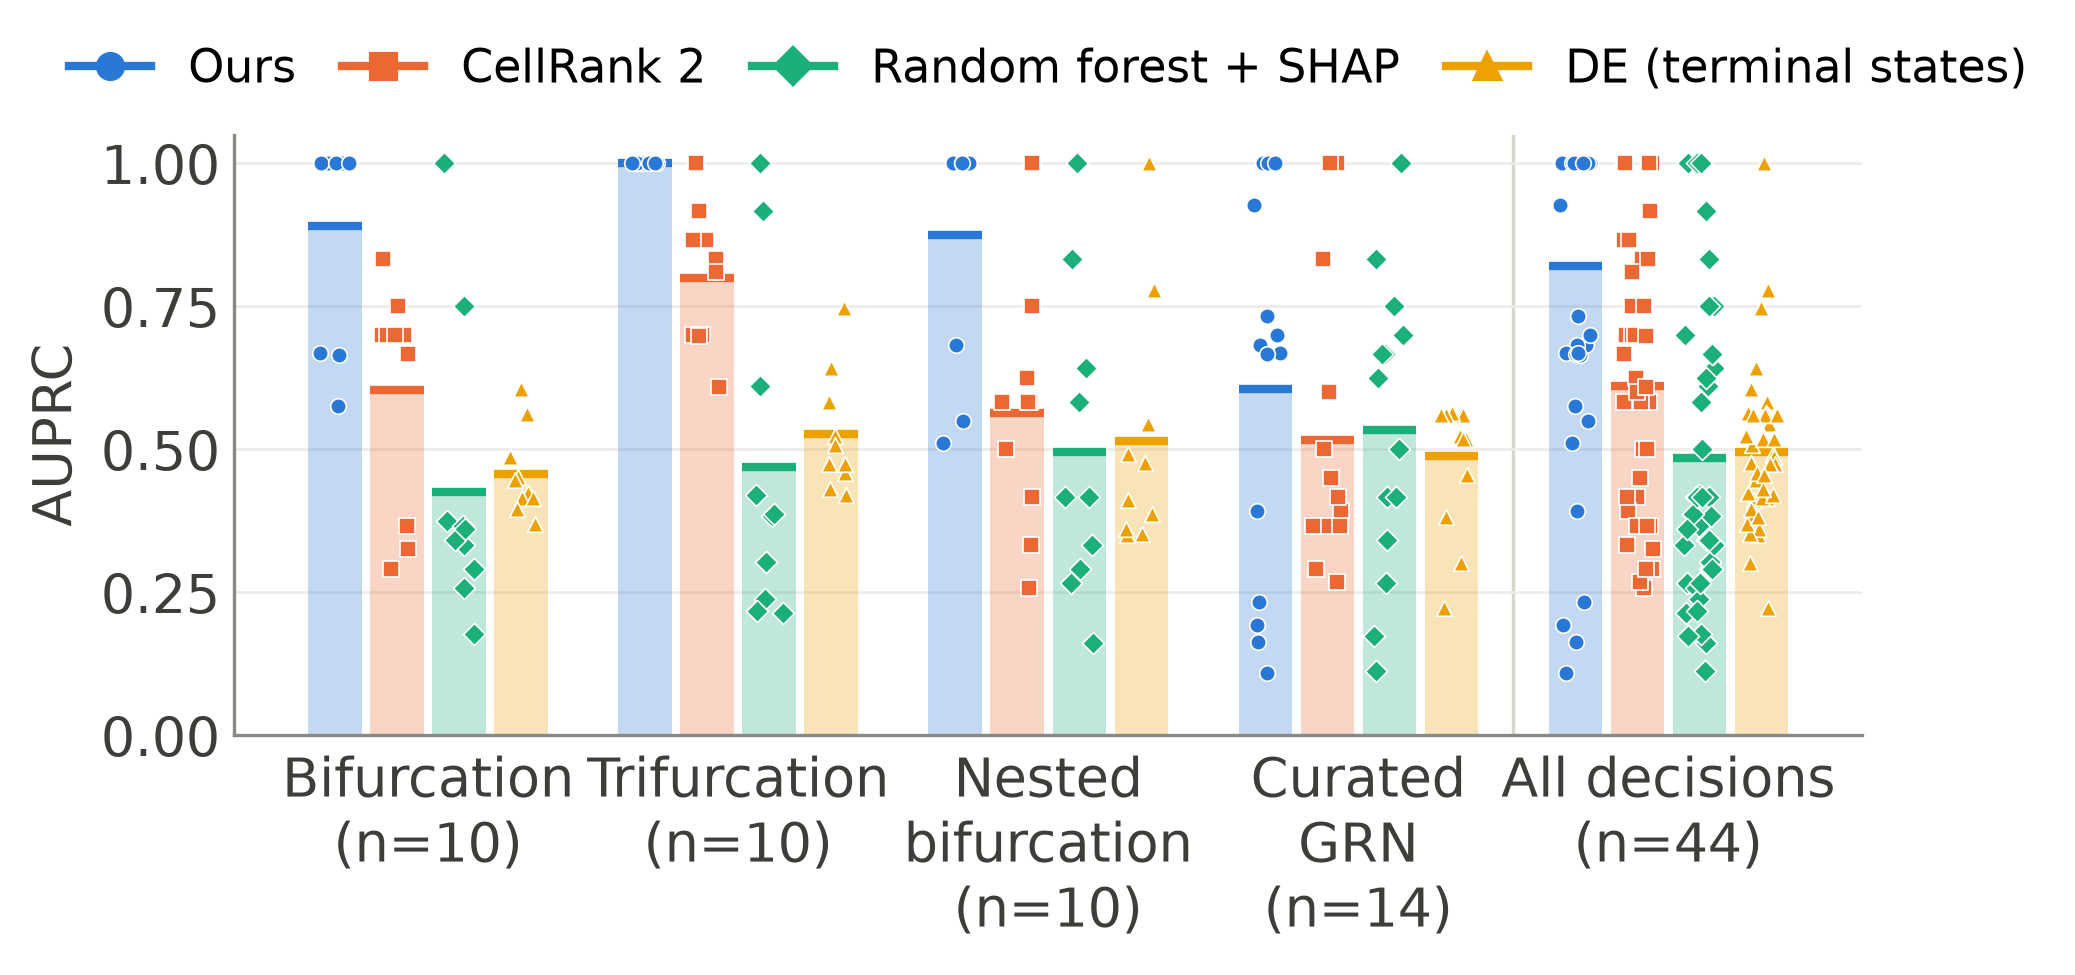 Ours CellRank 2 Random forest + SHAP DE (terminal states)
AUPRC
1.00
0.75
0.50
0.25
0.00
Bifurcation
(n=10)
Trifurcation
(n=10)
Nested
bifurcation
(n=10)
Curated
GRN
(n=14)
All decisions
(n=44)